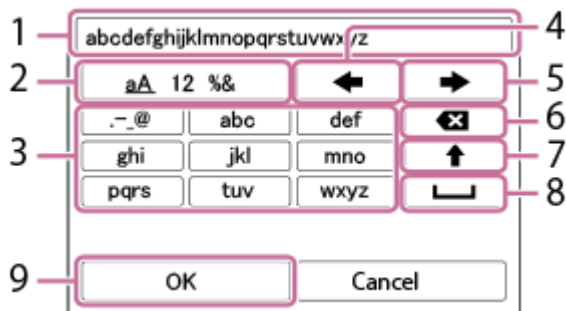 1 abcdefghijklmnopqrstuvwxyz 4
2 aA 12 %& 5
.-_@ abc def 6
3 ghi jkl mno 7
pqrs tuv wxyz 8
9 OK Cancel